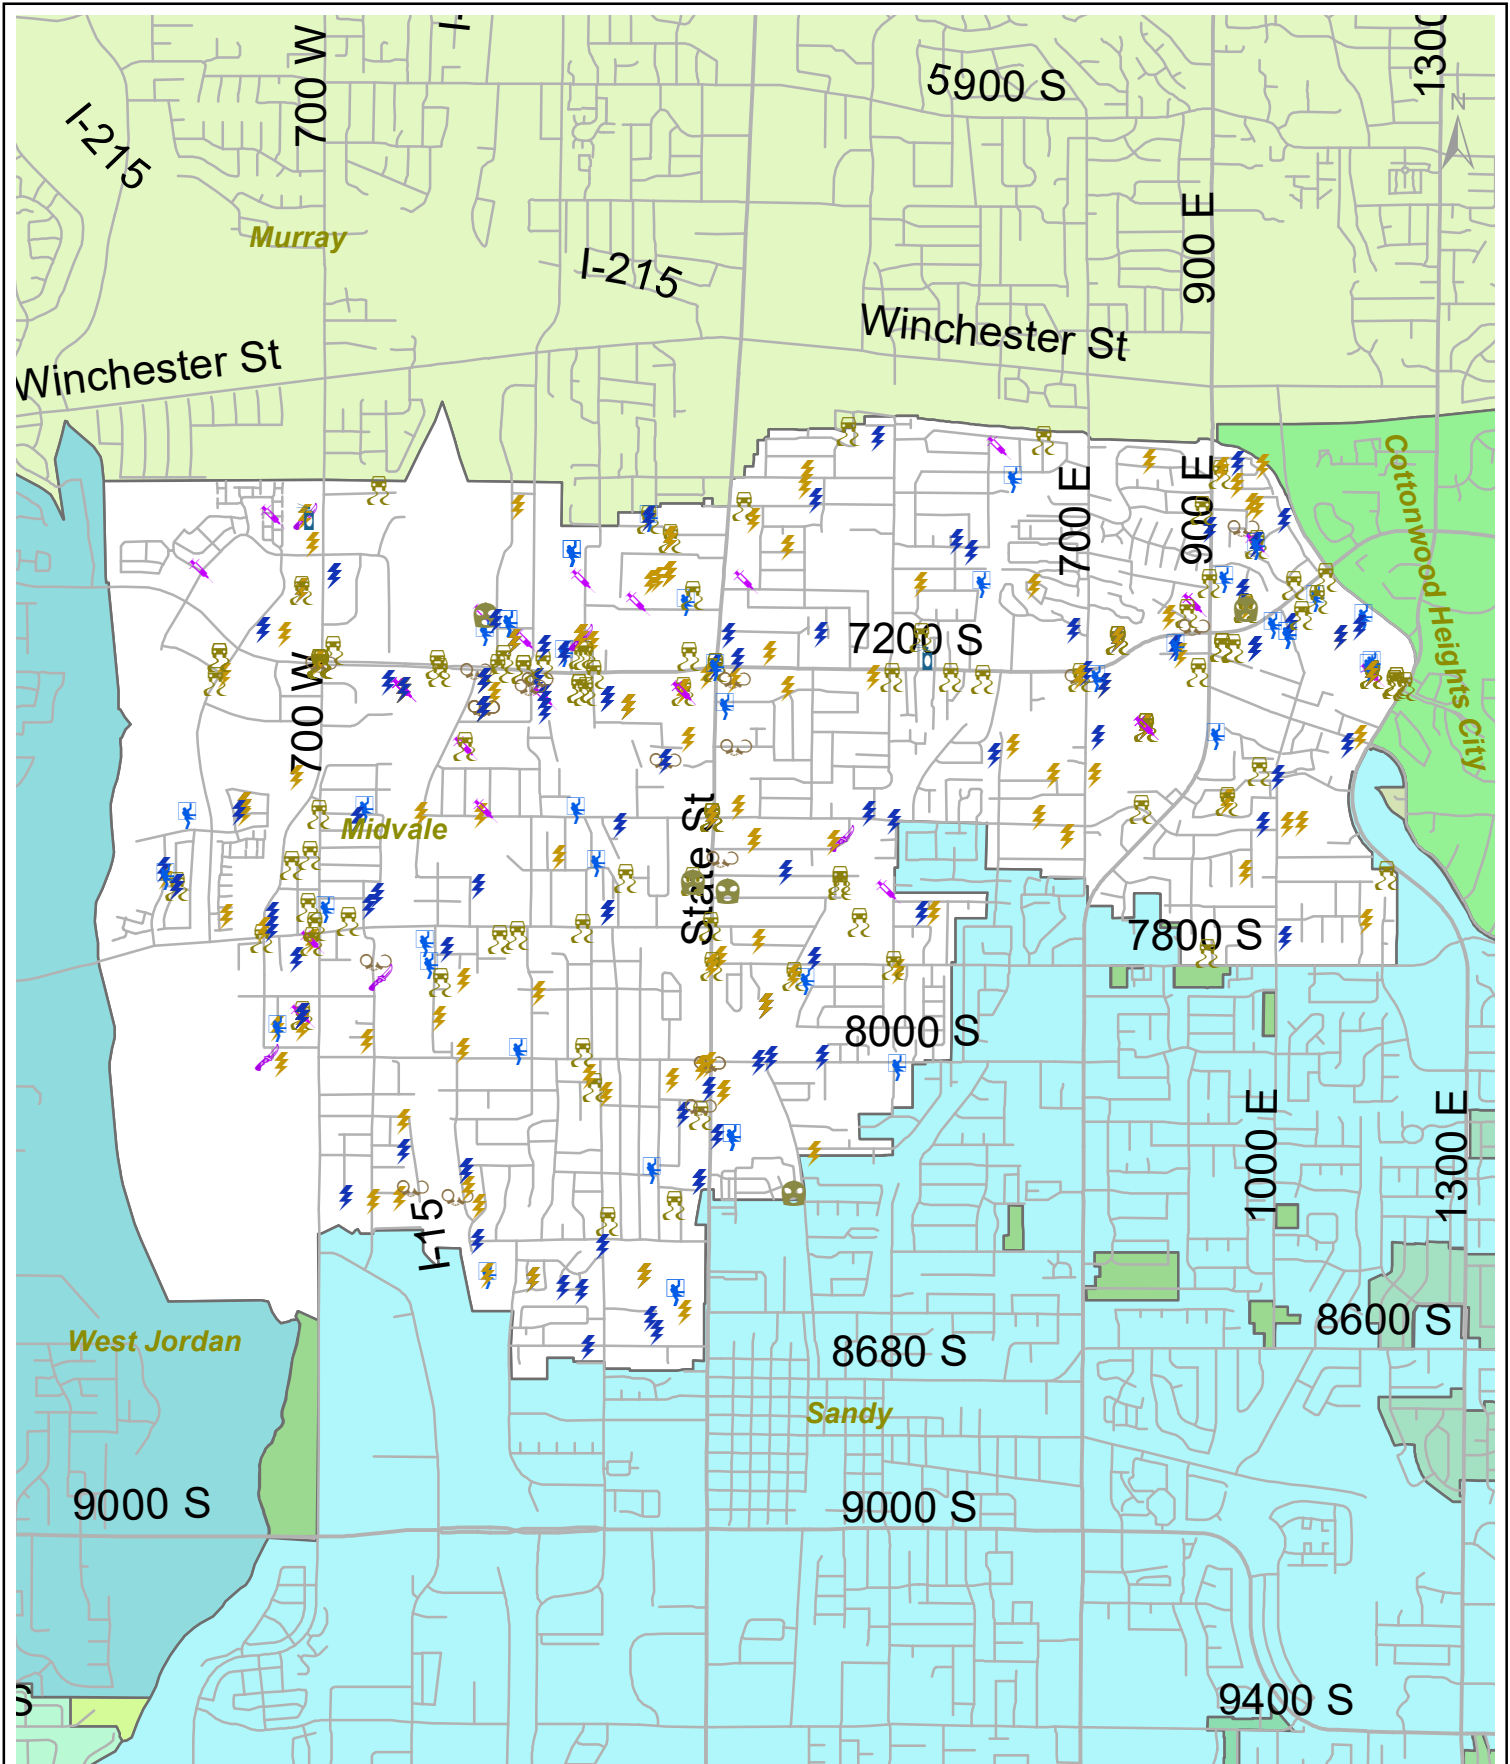 700 W
I-
5900 S
1300
I-215
N
900 E
Murray
I-215
Winchester St
Winchester St
Cottonwood Heights City
700 E
900 E
7200 S
700 W
State St
Midvale
7800 S
8000 S
1000 E
1300 E
I-15
West Jordan
8600 S
8680 S
Sandy
9000 S
9000 S
S
9400 S